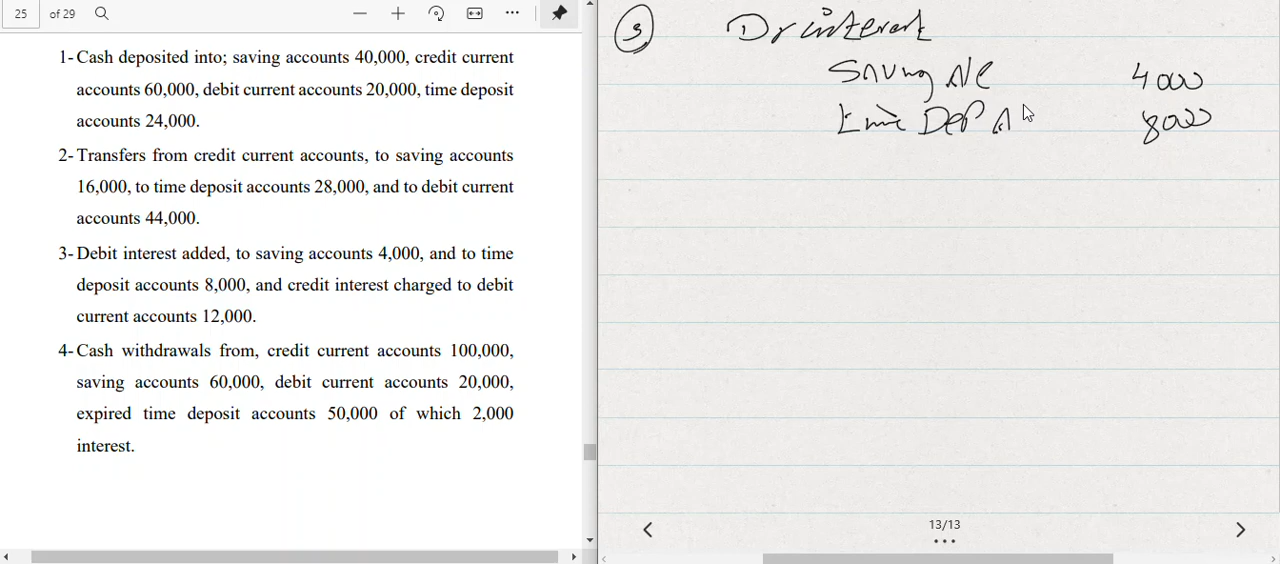 25 of 29
1- Cash deposited into; saving accounts 40,000, credit current
accounts 60,000, debit current accounts 20,000, time deposit
accounts 24,000.
2- Transfers from credit current accounts, to saving accounts
16,000, to time deposit accounts 28,000, and to debit current
accounts 44,000.
3- Debit interest added, to saving accounts 4,000, and to time
deposit accounts 8,000, and credit interest charged to debit
current accounts 12,000.
4- Cash withdrawals from, credit current accounts 100,000,
saving accounts 60,000, debit current accounts 20,000,
expired time deposit accounts 50,000 of which 2,000
interest.
3 Dr interest
Saving A/C 4000
time DEP A 8000
13/13